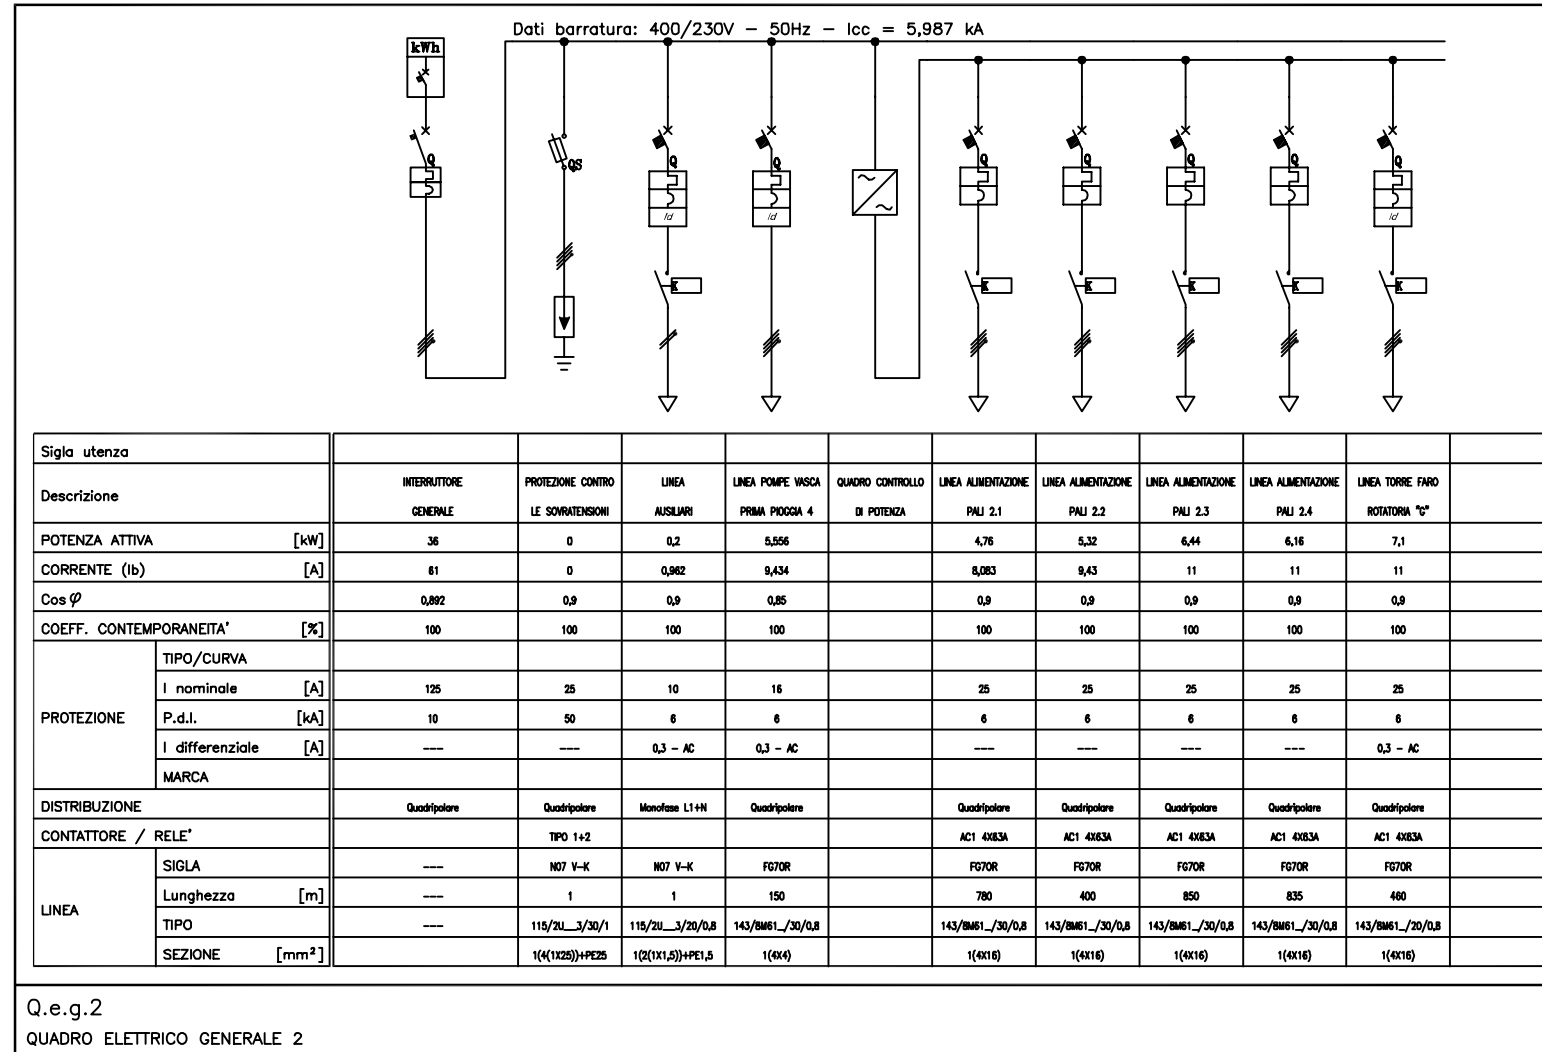 Dati barratura: 400/230V - 50Hz - Icc = 5,987 kA
kWh
Q QS Q Q Q Q Q Q Q
Id Id Id
K K K K K K
Sigla utenza
Descrizione INTERRUTTORE GENERALE PROTEZIONE CONTRO LE SOVRATENSIONI LINEA AUSILIARI LINEA POMPE VASCA PRIMA PIOGGIA 4 QUADRO CONTROLLO DI POTENZA LINEA ALIMENTAZIONE PALI 2.1 LINEA ALIMENTAZIONE PALI 2.2 LINEA ALIMENTAZIONE PALI 2.3 LINEA ALIMENTAZIONE PALI 2.4 LINEA TORRE FARO ROTATORIA "C"
POTENZA ATTIVA [kW] 36 0 0,2 5,556 4,76 5,32 6,44 6,16 7,1
CORRENTE (Ib) [A] 61 0 0,962 9,434 8,083 9,43 11 11 11
Cos φ 0,892 0,9 0,9 0,85 0,9 0,9 0,9 0,9 0,9
COEFF. CONTEMPORANEITA' [%] 100 100 100 100 100 100 100 100 100
PROTEZIONE
TIPO/CURVA
I nominale [A] 125 25 10 16 25 25 25 25 25
P.d.I. [kA] 10 50 6 6 6 6 6 6 6
I differenziale [A] --- --- 0,3 - AC 0,3 - AC --- --- --- --- 0,3 - AC
MARCA
DISTRIBUZIONE Quadripolare Quadripolare Monofase L1+N Quadripolare Quadripolare Quadripolare Quadripolare Quadripolare Quadripolare
CONTATTORE / RELE' TIPO 1+2 AC1 4X63A AC1 4X63A AC1 4X63A AC1 4X63A AC1 4X63A
LINEA
SIGLA --- N07 V-K N07 V-K FG7OR FG7OR FG7OR FG7OR FG7OR FG7OR
Lunghezza [m] --- 1 1 150 780 400 850 835 460
TIPO --- 115/2U__3/30/1 115/2U__3/20/0,8 143/8M61_/30/0,8 143/8M61_/30/0,8 143/8M61_/30/0,8 143/8M61_/30/0,8 143/8M61_/30/0,8 143/8M61_/20/0,8
SEZIONE [mm²] 1(4(1X25))+PE25 1(2(1X1,5))+PE1,5 1(4X4) 1(4X16) 1(4X16) 1(4X16) 1(4X16) 1(4X16)
Q.e.g.2
QUADRO ELETTRICO GENERALE 2